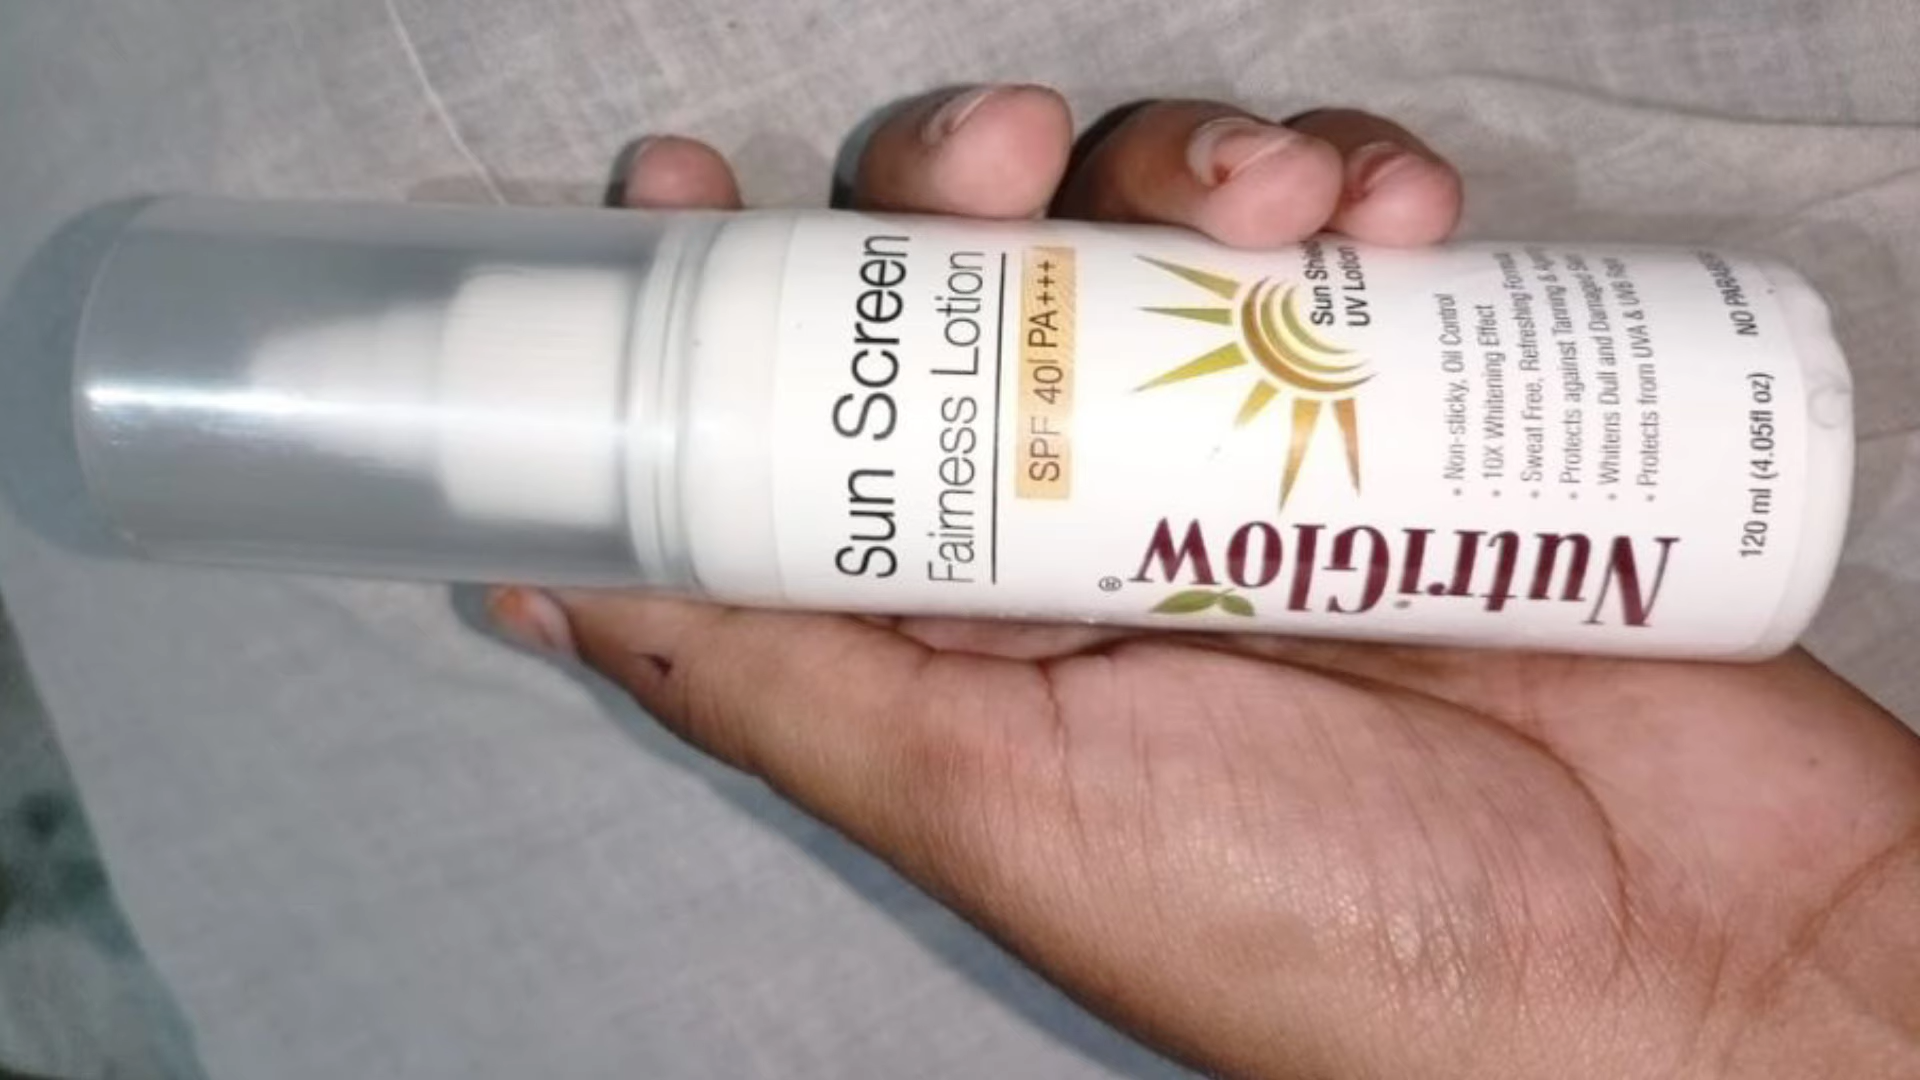 Sun Screen
Fairness Lotion
SPF 40| PA+++
NutriGlow®
Sun
UV Lotion
• Non-sticky, Oil Control
• 10X Whitening Effect
• Sweat Free, Refreshing Formula
• Protects against Tanning &
• Whitens Dull and Damaged Skin
• Protects from UVA & UVB Rays
120 ml (4.05fl oz)
NO